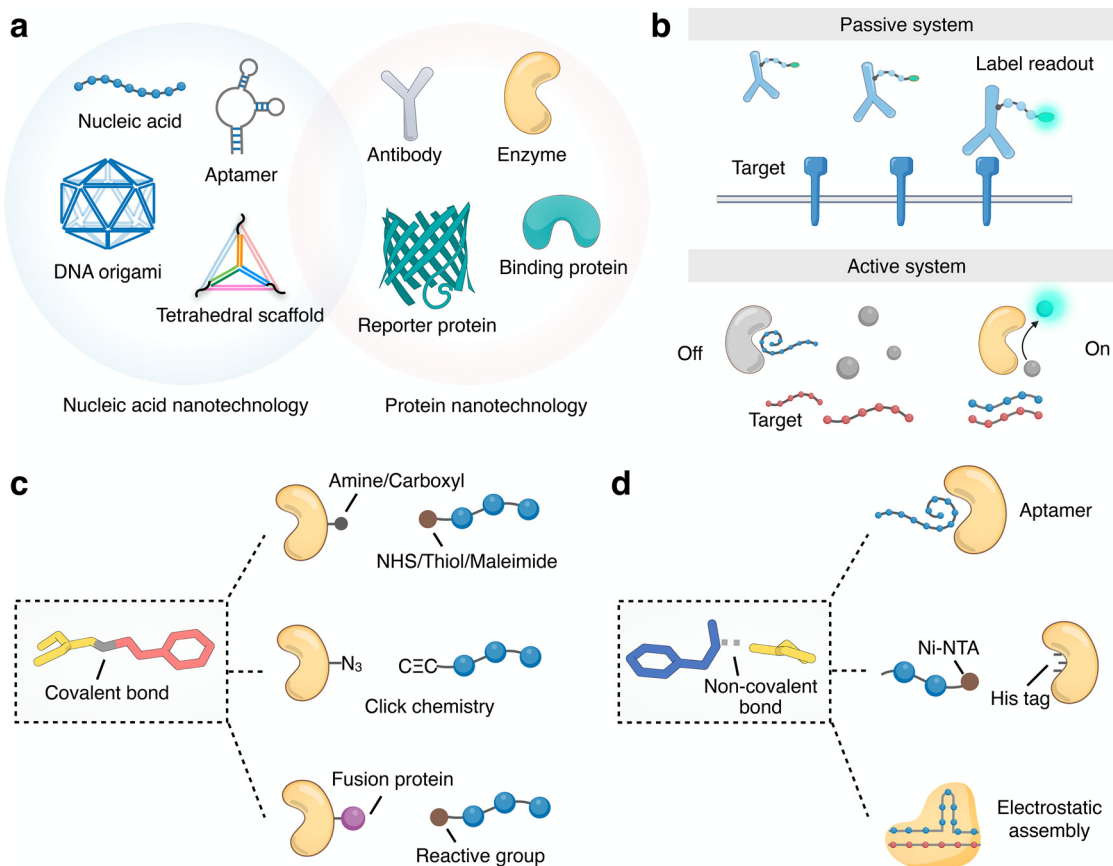 a
Nucleic acid
Aptamer
DNA origami
Tetrahedral scaffold
Antibody
Enzyme
Reporter protein
Binding protein
Nucleic acid nanotechnology
Protein nanotechnology
b
Passive system
Label readout
Target
Active system
Off
On
Target
c
Amine/Carboxyl
NHS/Thiol/Maleimide
Covalent bond
N3
C≡C
Click chemistry
Fusion protein
Reactive group
d
Aptamer
Non-covalent
bond
Ni-NTA
His tag
Electrostatic
assembly